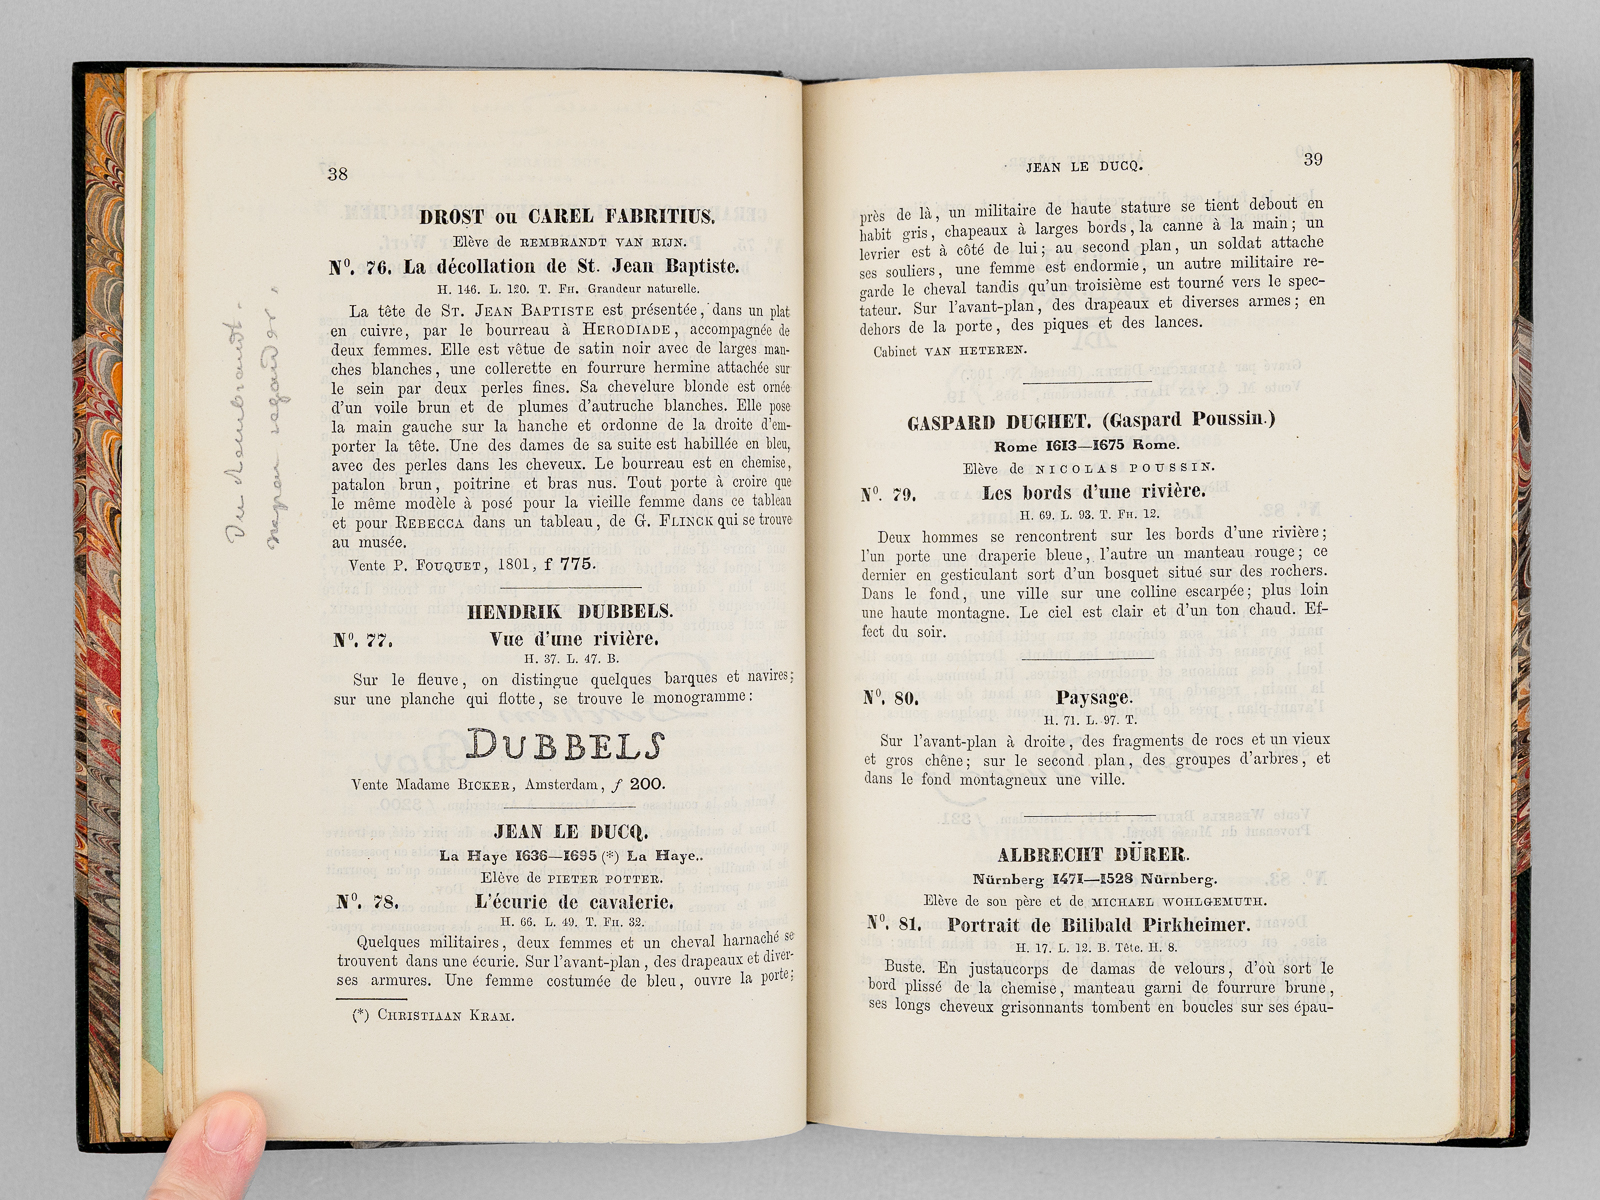 38
DROST ou CAREL FABRITIUS.
Elève de REMBRANDT VAN RIJN.
Nº. 76. La décollation de St. Jean Baptiste.
H. 146. L. 120. T. FH. Grandeur naturelle.
La tête de ST. JEAN BAPTISTE est présentée, dans un plat
en cuivre, par le bourreau à HERODIADE, accompagnée de
deux femmes. Elle est vêtue de satin noir avec de larges man-
ches blanches, une collerette en fourrure hermine attachée sur
le sein par deux perles fines. Sa chevelure blonde est ornée
d'un voile brun et de plumes d'autruche blanches. Elle pose
la main gauche sur la hanche et ordonne de la droite d'em-
porter la tête. Une des dames de sa suite est habillée en bleu,
avec des perles dans les cheveux. Le bourreau est en chemise,
patalon brun, poitrine et bras nus. Tout porte à croire que
le même modèle à posé pour la vieille femme dans ce tableau
et pour REBECCA dans un tableau, de G. FLINCK qui se trouve
au musée.
Vente P. FOUQUET, 1801, f 775.
HENDRIK DUBBELS.
Nº. 77. Vue d'une rivière.
H. 37. L. 47. B.
Sur le fleuve, on distingue quelques barques et navires;
sur une planche qui flotte, se trouve le monogramme:
DUBBELS
Vente Madame BICKER, Amsterdam, f 200.
JEAN LE DUCQ.
La Haye 1636—1695 (*) La Haye..
Elève de PIETER POTTER.
Nº. 78. L'écurie de cavalerie.
H. 66. L. 49. T. FH. 32.
Quelques militaires, deux femmes et un cheval harnaché se
trouvent dans une écurie. Sur l'avant-plan, des drapeaux et diver-
ses armures. Une femme costumée de bleu, ouvre la porte;
(*) CHRISTIAAN KRAM.
du Rembrandt.
JEAN LE DUCQ.
39
près de là, un militaire de haute stature se tient debout en
habit gris, chapeaux à larges bords, la canne à la main; un
levrier est à côté de lui; au second plan, un soldat attache
ses souliers, une femme est endormie, un autre militaire re-
garde le cheval tandis qu'un troisième est tourné vers le spec-
tateur. Sur l'avant-plan, des drapeaux et diverses armes; en
dehors de la porte, des piques et des lances.
Cabinet VAN HETEREN.
GASPARD DUGHET. (Gaspard Poussin.)
Rome 1613—1675 Rome.
Elève de NICOLAS POUSSIN.
Nº. 79. Les bords d'une rivière.
H. 69. L. 93. T. FH. 12.
Deux hommes se rencontrent sur les bords d'une rivière;
l'un porte une draperie bleue, l'autre un manteau rouge; ce
dernier en gesticulant sort d'un bosquet situé sur des rochers.
Dans le fond, une ville sur une colline escarpée; plus loin
une haute montagne. Le ciel est clair et d'un ton chaud. Ef-
fect du soir.
Nº. 80. Paysage.
H. 71. L. 97. T.
Sur l'avant-plan à droite, des fragments de rocs et un vieux
et gros chêne; sur le second plan, des groupes d'arbres, et
dans le fond montagneux une ville.
ALBRECHT DÜRER.
Nürnberg 1471—1528 Nürnberg.
Elève de son père et de MICHAEL WOHLGEMUTH.
Nº. 81. Portrait de Bilibald Pirkheimer.
H. 17. L. 12. B. Tête. H. 8.
Buste. En justaucorps de damas de velours, d'où sort le
bord plissé de la chemise, manteau garni de fourrure brune,
ses longs cheveux grisonnants tombent en boucles sur ses épau-